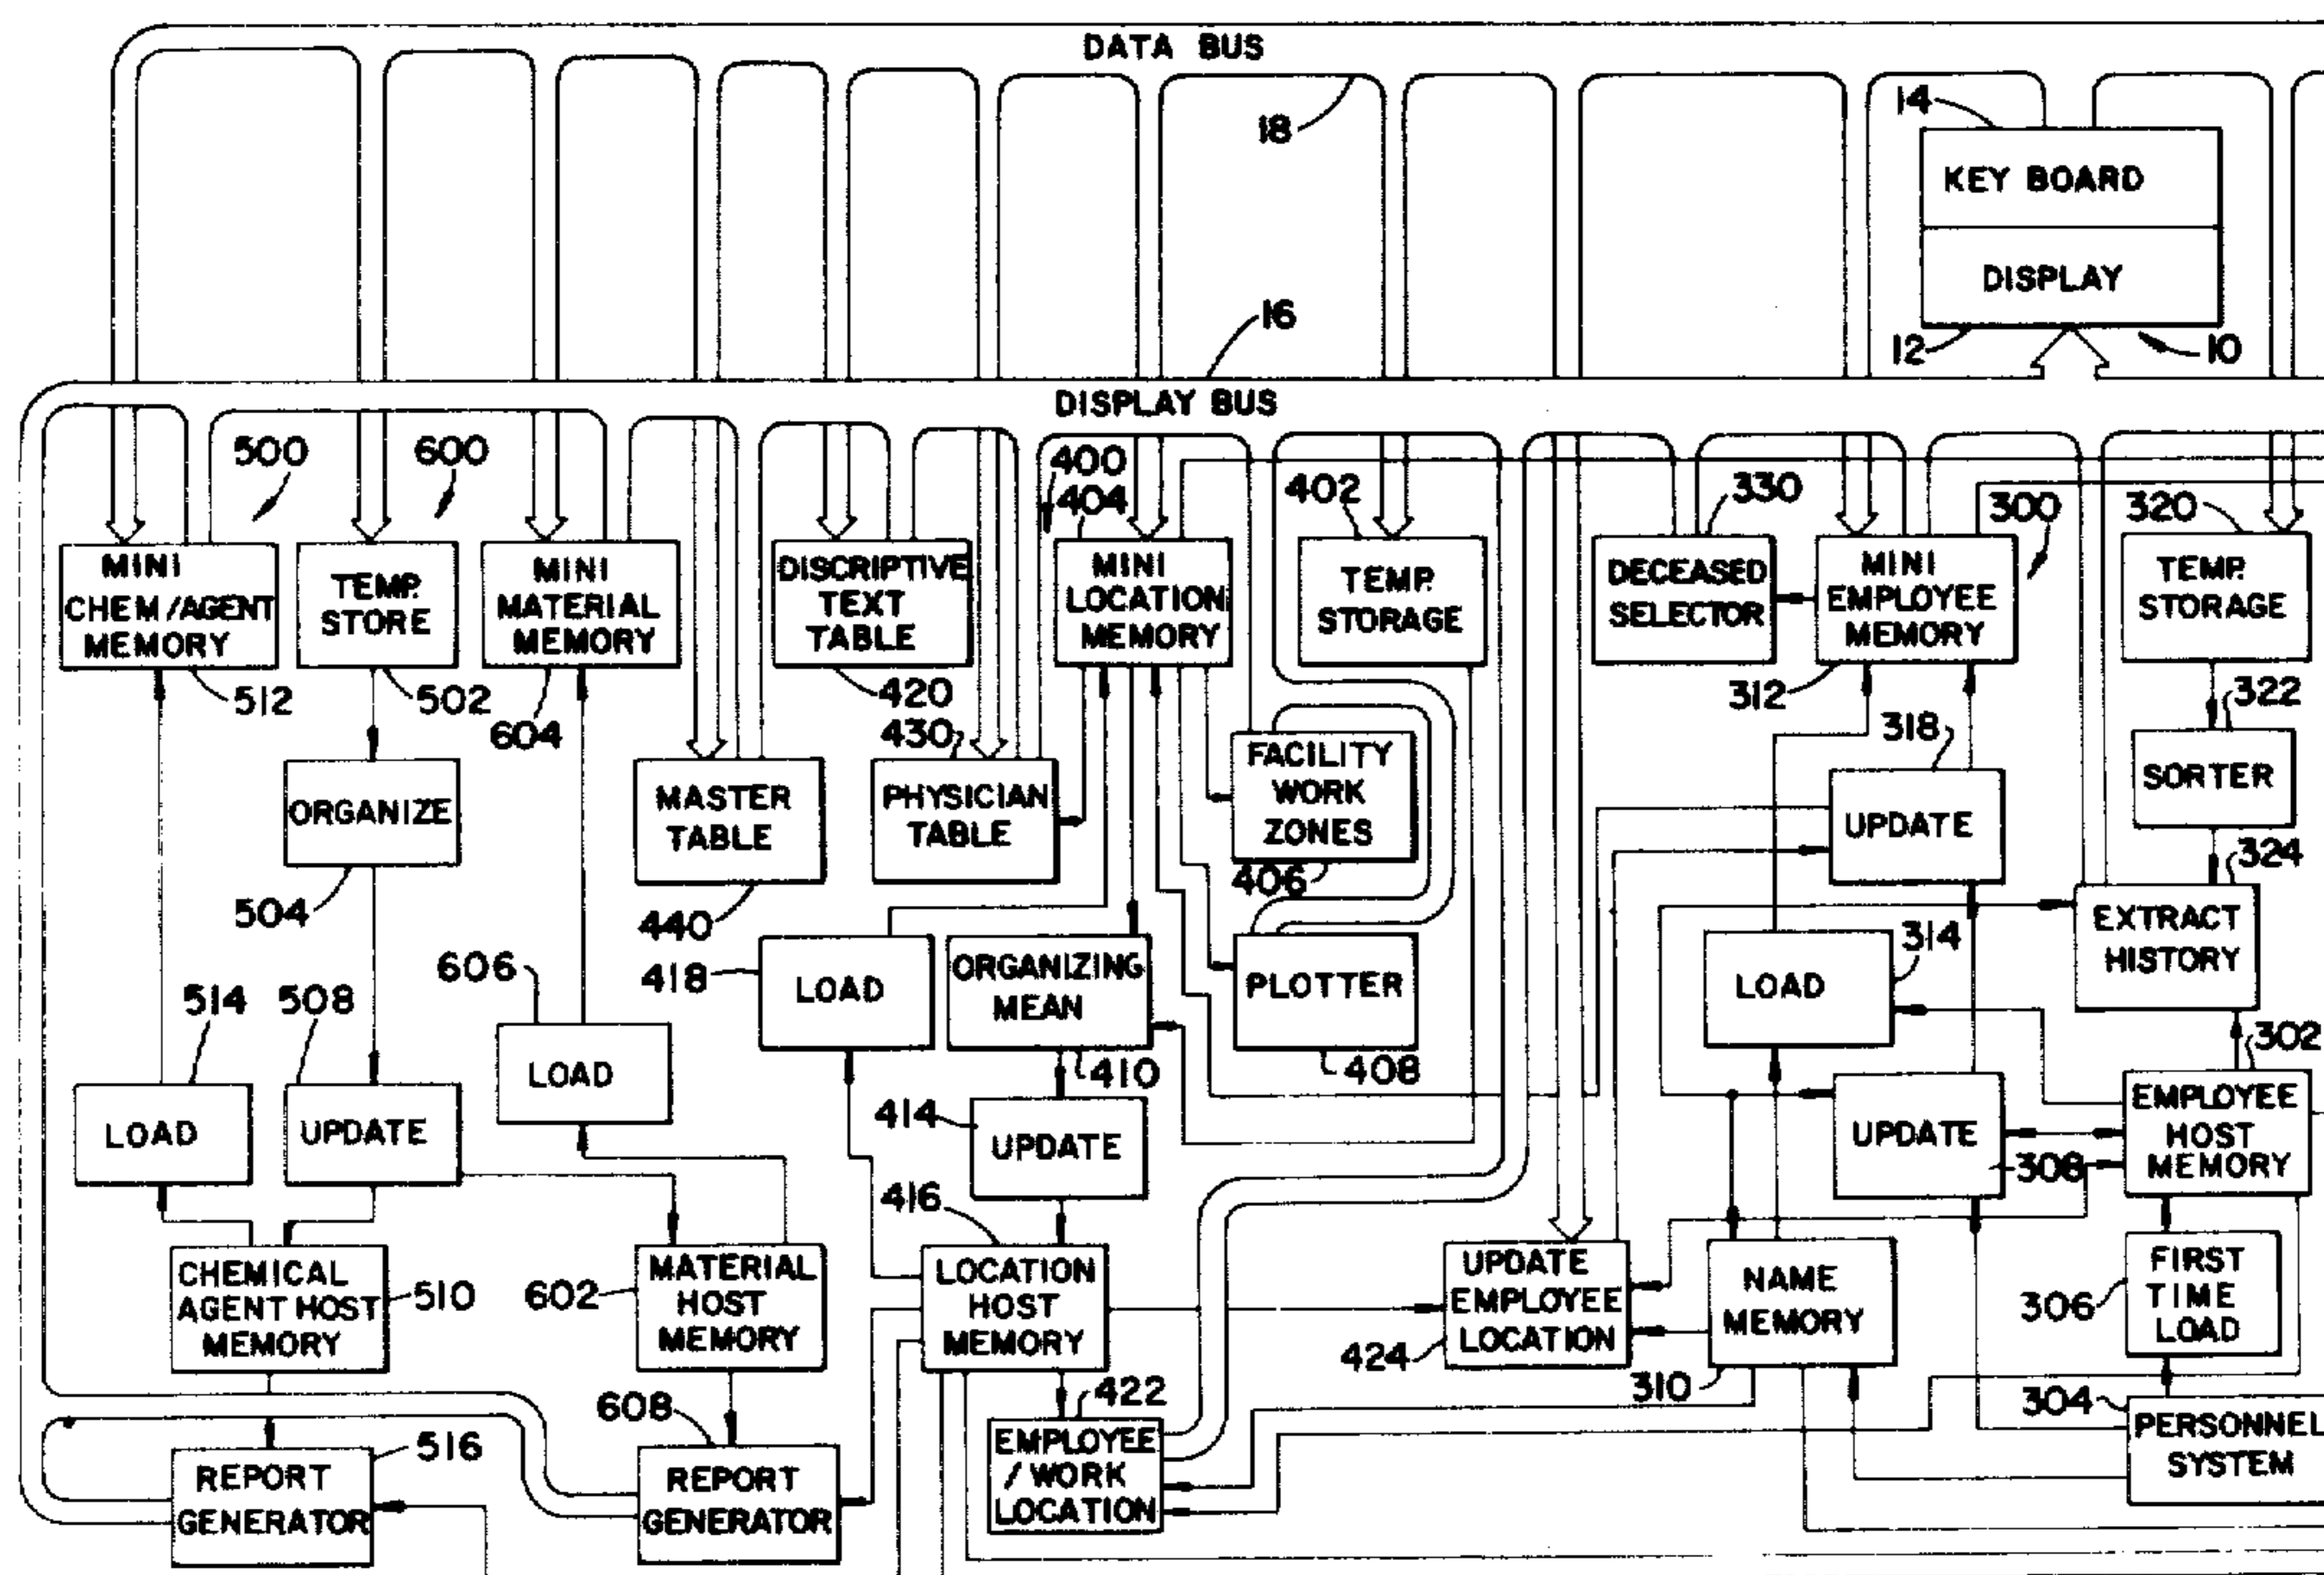 DATA BUS
18
14
KEY BOARD
DISPLAY
12
10
16
DISPLAY BUS
500
600
400
404
402
330
300
320
MINI
CHEM/AGENT
MEMORY
512
TEMP.
STORE
502
MINI
MATERIAL
MEMORY
604
DISCRIPTIVE
TEXT
TABLE
420
MINI
LOCATION
MEMORY
TEMP.
STORAGE
DECEASED
SELECTOR
MINI
EMPLOYEE
MEMORY
312
TEMP.
STORAGE
322
430
318
ORGANIZE
504
MASTER
TABLE
440
PHYSICIAN
TABLE
FACILITY
WORK
ZONES
406
UPDATE
SORTER
324
606
418
LOAD
ORGANIZING
MEAN
410
PLOTTER
408
LOAD
314
EXTRACT
HISTORY
302
514
508
LOAD
UPDATE
LOAD
414
UPDATE
UPDATE
308
EMPLOYEE
HOST
MEMORY
416
CHEMICAL
AGENT HOST
MEMORY
510
602
MATERIAL
HOST
MEMORY
LOCATION
HOST
MEMORY
UPDATE
EMPLOYEE
LOCATION
424
NAME
MEMORY
310
306
FIRST
TIME
LOAD
608
422
304
516
REPORT
GENERATOR
REPORT
GENERATOR
EMPLOYEE
/ WORK
LOCATION
PERSONNEL
SYSTEM